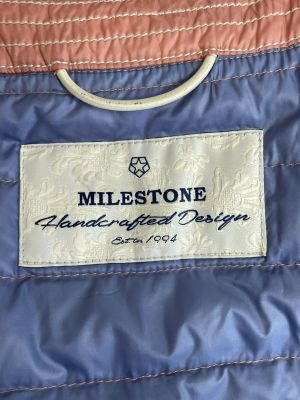 MILESTONE
Handcrafted Design
Est. in 1994